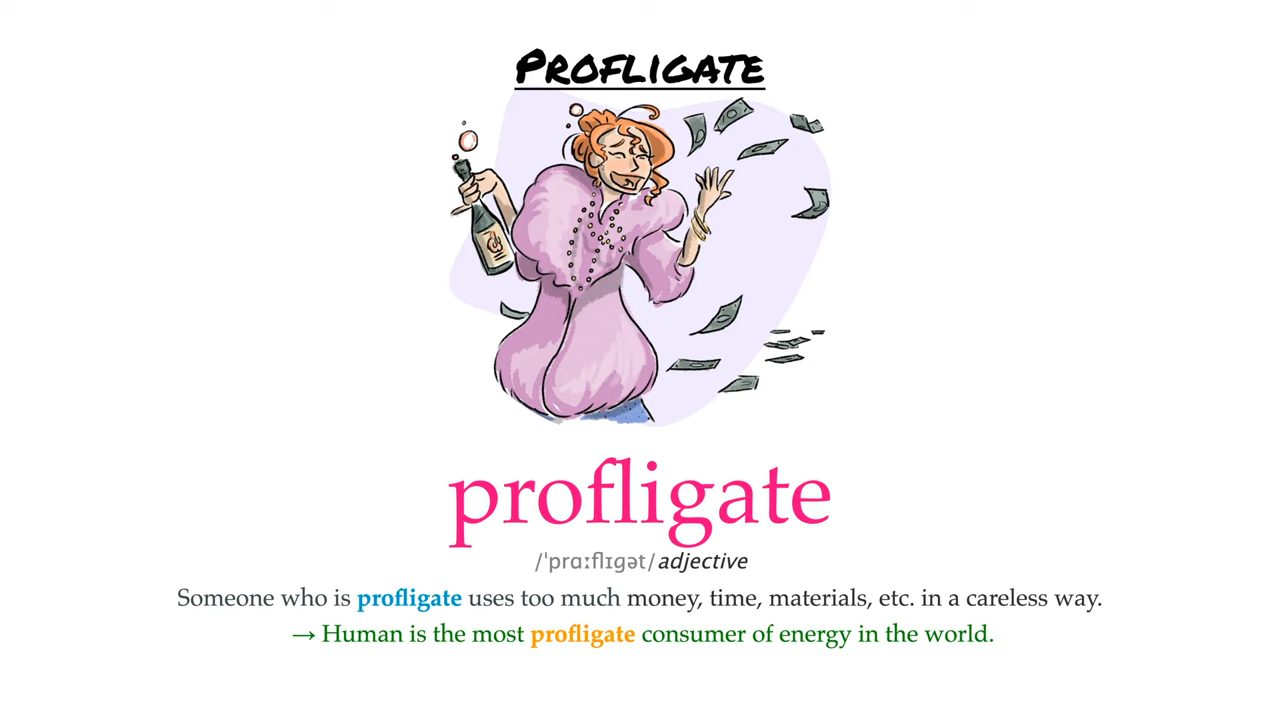 PROFLIGATE
profligate
/ˈprɑːflɪɡət/ adjective
Someone who is profligate uses too much money, time, materials, etc. in a careless way.
→ Human is the most profligate consumer of energy in the world.